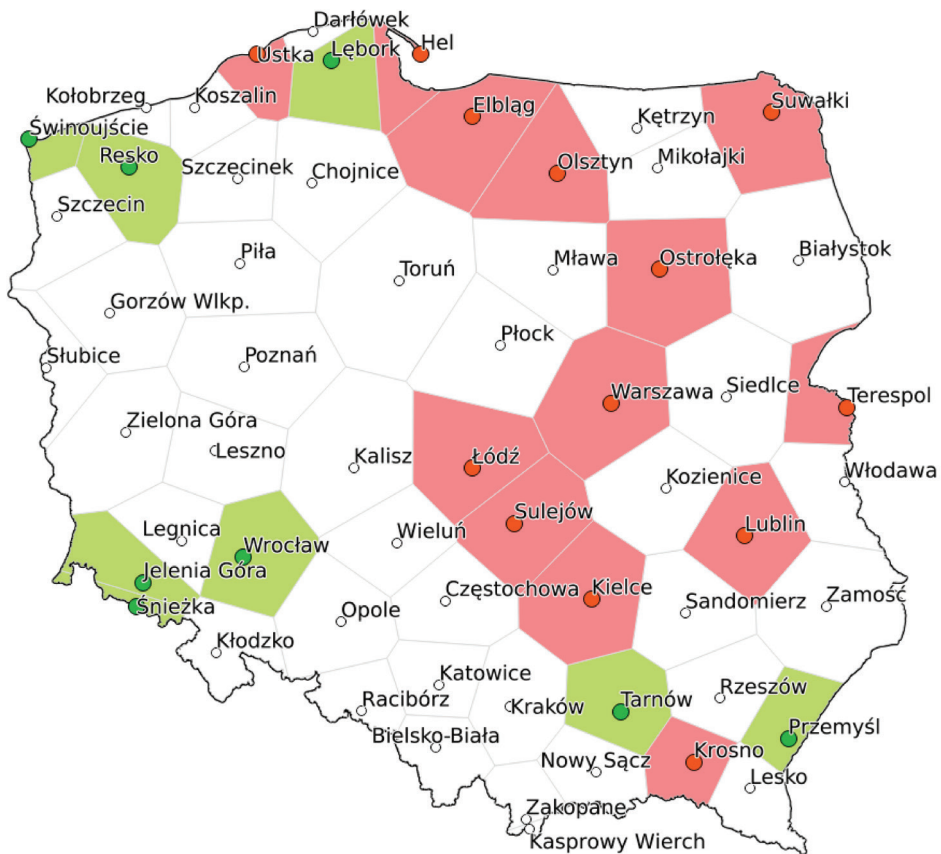 Darłówek
Ustka
Lębork
Hel
Kołobrzeg
Koszalin
Elbląg
Kętrzyn
Suwałki
Świnoujście
Resko
Szczecinek
Chojnice
Olsztyn
Mikołajki
Szczecin
Piła
Toruń
Mława
Ostrołęka
Białystok
Gorzów Wlkp.
Słubice
Poznań
Płock
Warszawa
Siedlce
Terespol
Zielona Góra
Leszno
Kalisz
Łódź
Kozienice
Włodawa
Legnica
Wrocław
Wieluń
Sulejów
Lublin
Jelenia Góra
Śnieżka
Opole
Częstochowa
Kielce
Sandomierz
Zamość
Kłodzko
Katowice
Racibórz
Kraków
Tarnów
Rzeszów
Przemyśl
Bielsko-Biała
Nowy Sącz
Krosno
Lesko
Zakopane
Kasprowy Wierch